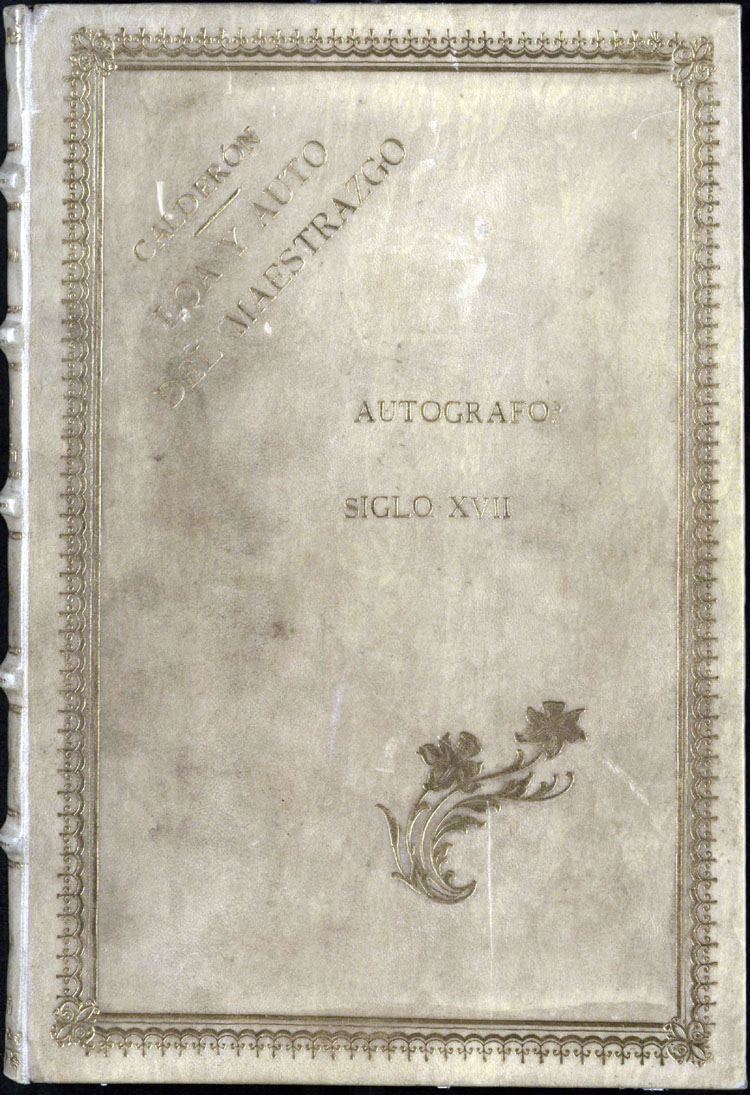 CALDERÓN
LOA Y AUTO
DEL MAESTRAZGO
AUTOGRAFO?
SIGLO XVII